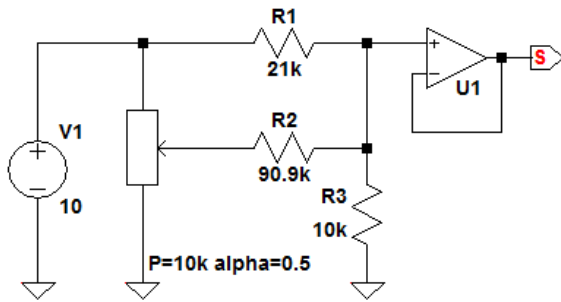 R1
21k
+
-
S
U1
V1
+
-
10
R2
90.9k
R3
10k
P=10k alpha=0.5